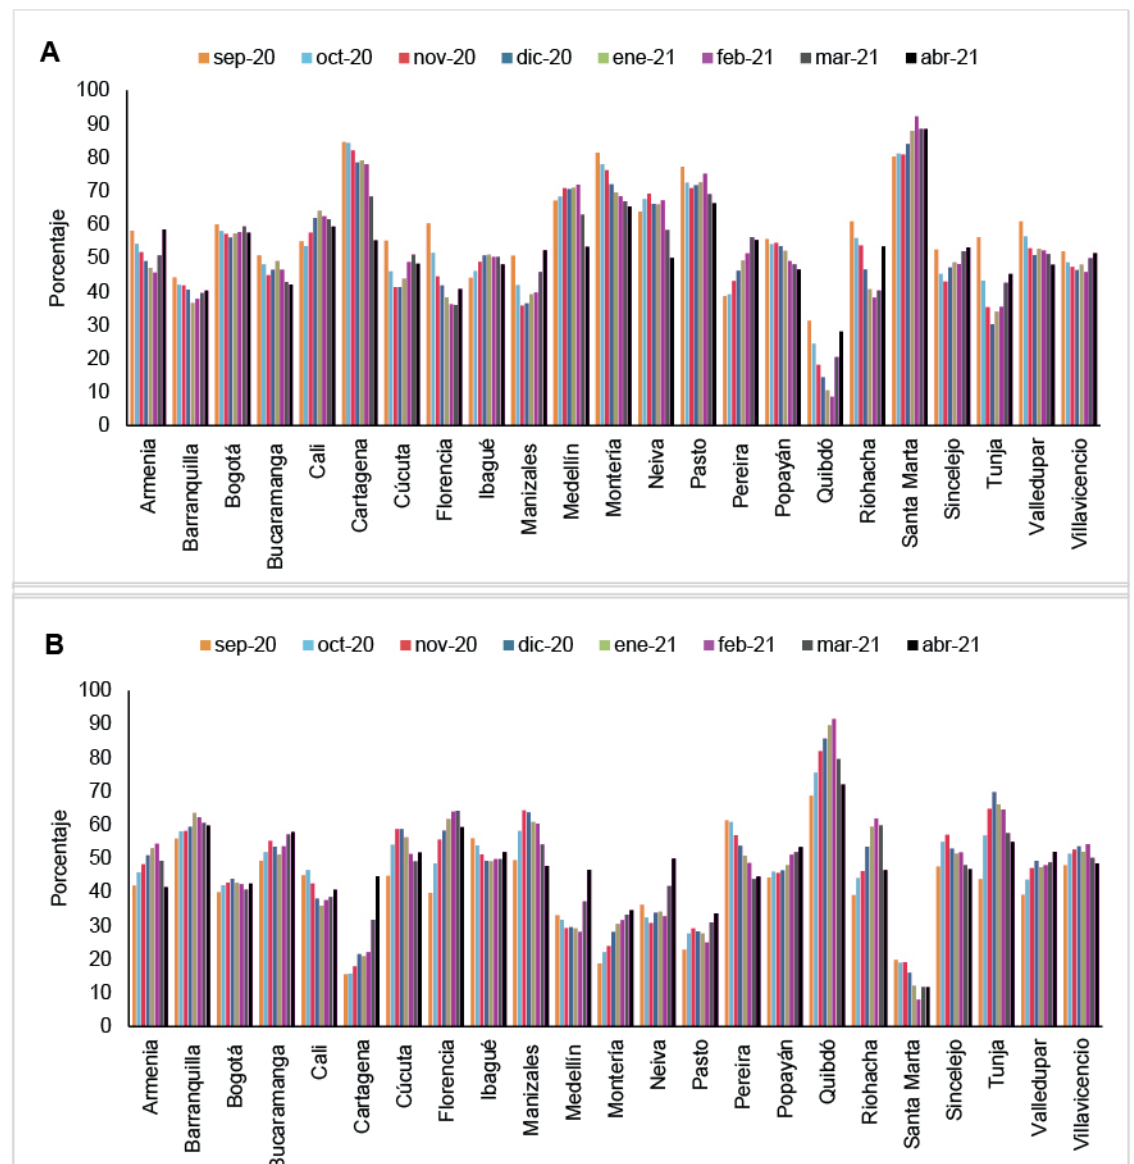 A
sep-20 oct-20 nov-20 dic-20 ene-21 feb-21 mar-21 abr-21
Porcentaje
100
90
80
70
60
50
40
30
20
10
0
Armenia
Barranquilla
Bogotá
Bucaramanga
Cali
Cartagena
Cúcuta
Florencia
Ibagué
Manizales
Medellín
Montería
Neiva
Pasto
Pereira
Popayán
Quibdó
Riohacha
Santa Marta
Sincelejo
Tunja
Valledupar
Villavicencio
B
sep-20 oct-20 nov-20 dic-20 ene-21 feb-21 mar-21 abr-21
Porcentaje
100
90
80
70
60
50
40
30
20
10
0
Armenia
Barranquilla
Bogotá
Bucaramanga
Cali
Cartagena
Cúcuta
Florencia
Ibagué
Manizales
Medellín
Montería
Neiva
Pasto
Pereira
Popayán
Quibdó
Riohacha
Santa Marta
Sincelejo
Tunja
Valledupar
Villavicencio